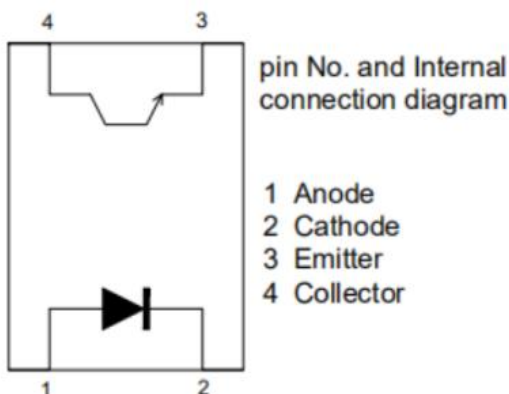 4 3
pin No. and Internal
connection diagram
1 Anode
2 Cathode
3 Emitter
4 Collector
1 2